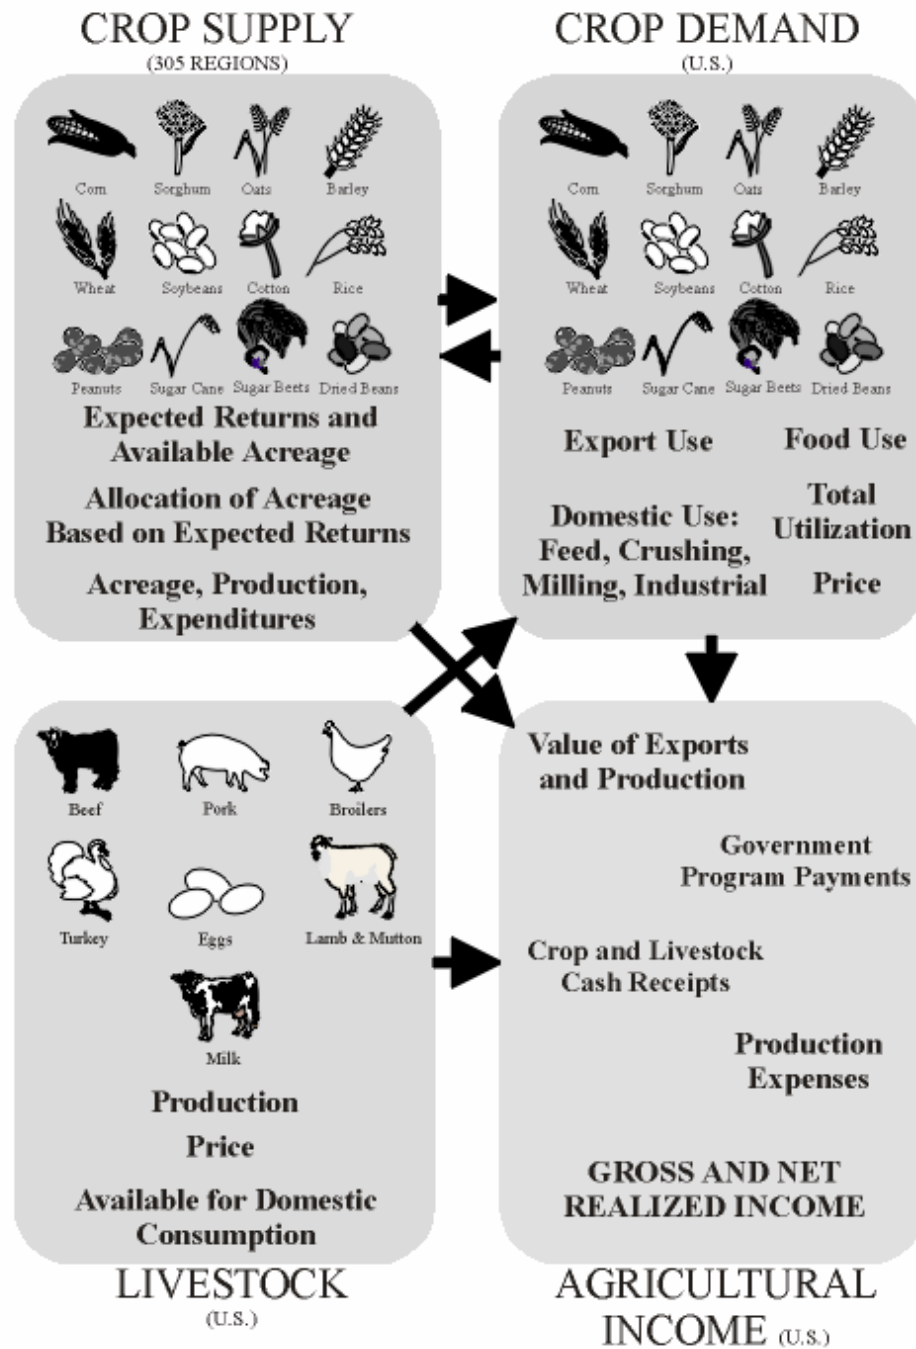 CROP SUPPLY
(305 REGIONS)
Corn
Sorghum
Oats
Barley
Wheat
Soybeans
Cotton
Rice
Peanuts
Sugar Cane
Sugar Beets
Dried Beans
Expected Returns and
Available Acreage
Allocation of Acreage
Based on Expected Returns
Acreage, Production,
Expenditures
CROP DEMAND
(U.S.)
Corn
Sorghum
Oats
Barley
Wheat
Soybeans
Cotton
Rice
Peanuts
Sugar Cane
Sugar Beets
Dried Beans
Export Use
Food Use
Domestic Use:
Feed, Crushing,
Milling, Industrial
Total
Utilization
Price
Beef
Pork
Broilers
Turkey
Eggs
Lamb & Mutton
Milk
Production
Price
Available for Domestic
Consumption
LIVESTOCK
(U.S.)
Value of Exports
and Production
Government
Program Payments
Crop and Livestock
Cash Receipts
Production
Expenses
GROSS AND NET
REALIZED INCOME
AGRICULTURAL
INCOME (U.S.)